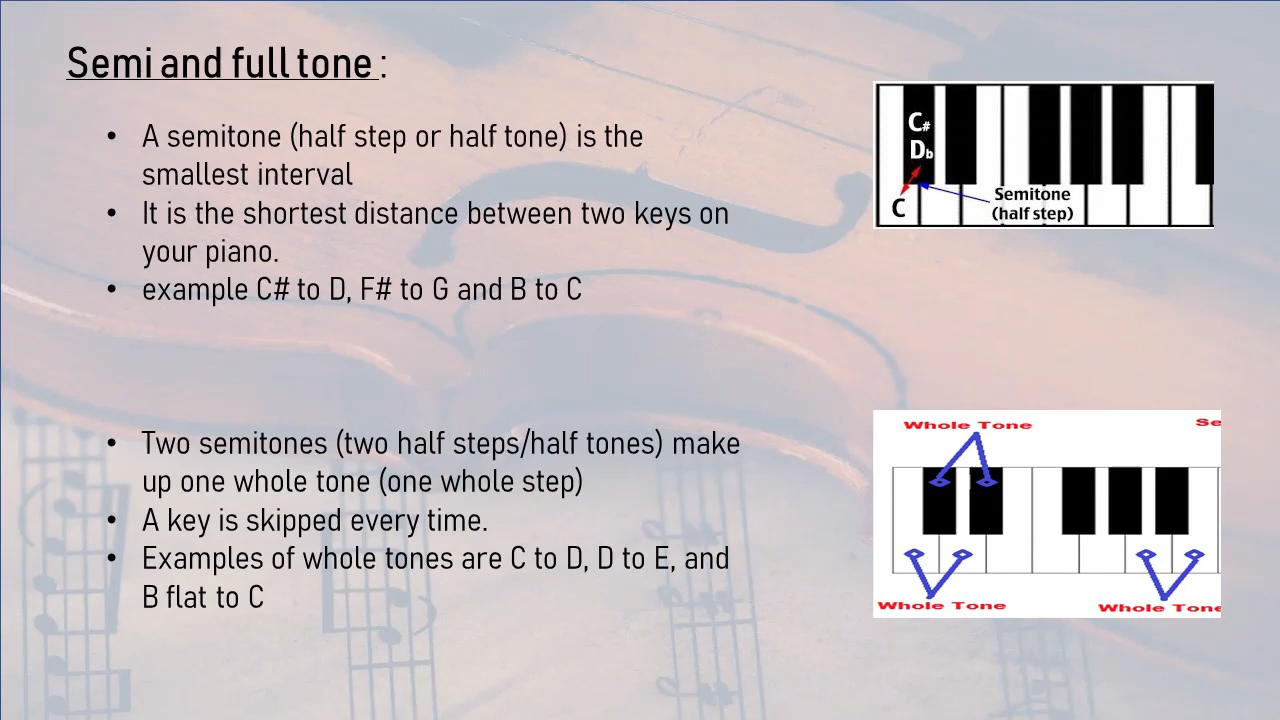 Semi and full tone :
• A semitone (half step or half tone) is the
smallest interval
• It is the shortest distance between two keys on
your piano.
• example C# to D, F# to G and B to C
C#
Db
C
Semitone
(half step)
• Two semitones (two half steps/half tones) make
up one whole tone (one whole step)
• A key is skipped every time.
• Examples of whole tones are C to D, D to E, and
B flat to C
Whole Tone
Se
Whole Tone
Whole Tone